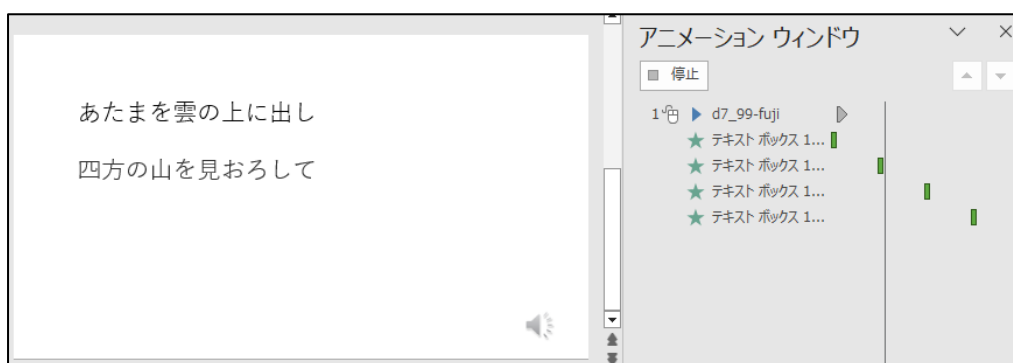 あたまを雲の上に出し
四方の山を見おろして
アニメーション ウィンドウ
停止
1 d7_99-fuji
テキスト ボックス 1...
テキスト ボックス 1...
テキスト ボックス 1...
テキスト ボックス 1...